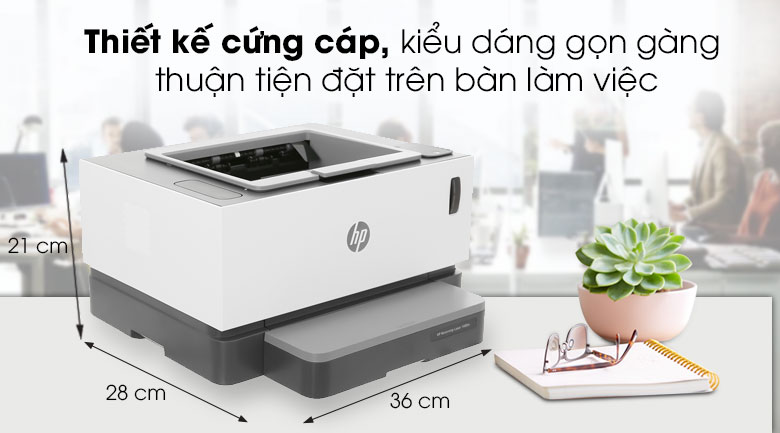 Thiết kế cứng cáp, kiểu dáng gọn gàng
thuận tiện đặt trên bàn làm việc
21 cm
hp
28 cm
36 cm